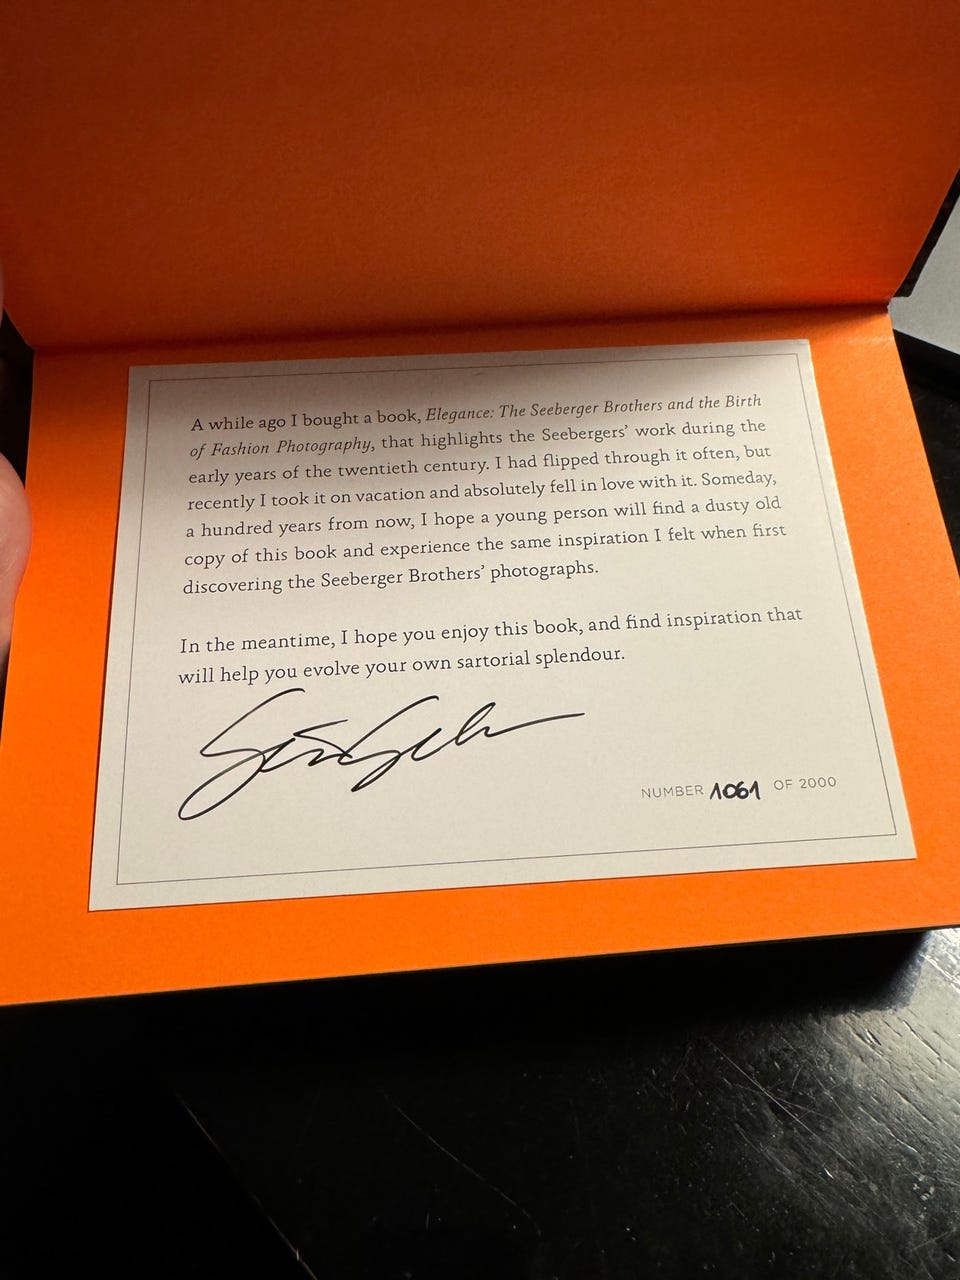 A while ago I bought a book, Elegance: The Seeberger Brothers and the Birth
of Fashion Photography, that highlights the Seebergers’ work during the
early years of the twentieth century. I had flipped through it often, but
recently I took it on vacation and absolutely fell in love with it. Someday,
a hundred years from now, I hope a young person will find a dusty old
copy of this book and experience the same inspiration I felt when first
discovering the Seeberger Brothers’ photographs.
In the meantime, I hope you enjoy this book, and find inspiration that
will help you evolve your own sartorial splendour.
NUMBER 1061 OF 2000